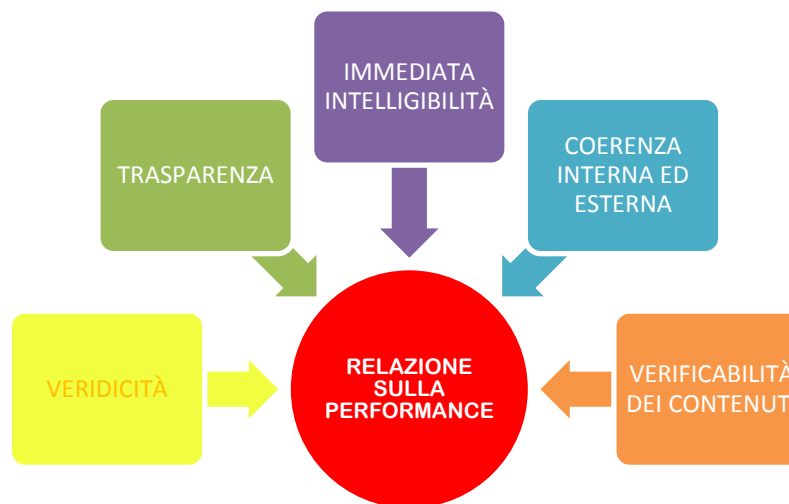 IMMEDIATA
INTELLIGIBILITÀ
TRASPARENZA
COERENZA
INTERNA ED
ESTERNA
VERIDICITÀ
RELAZIONE
SULLA
PERFORMANCE
VERIFICABILITÀ
DEI CONTENUT